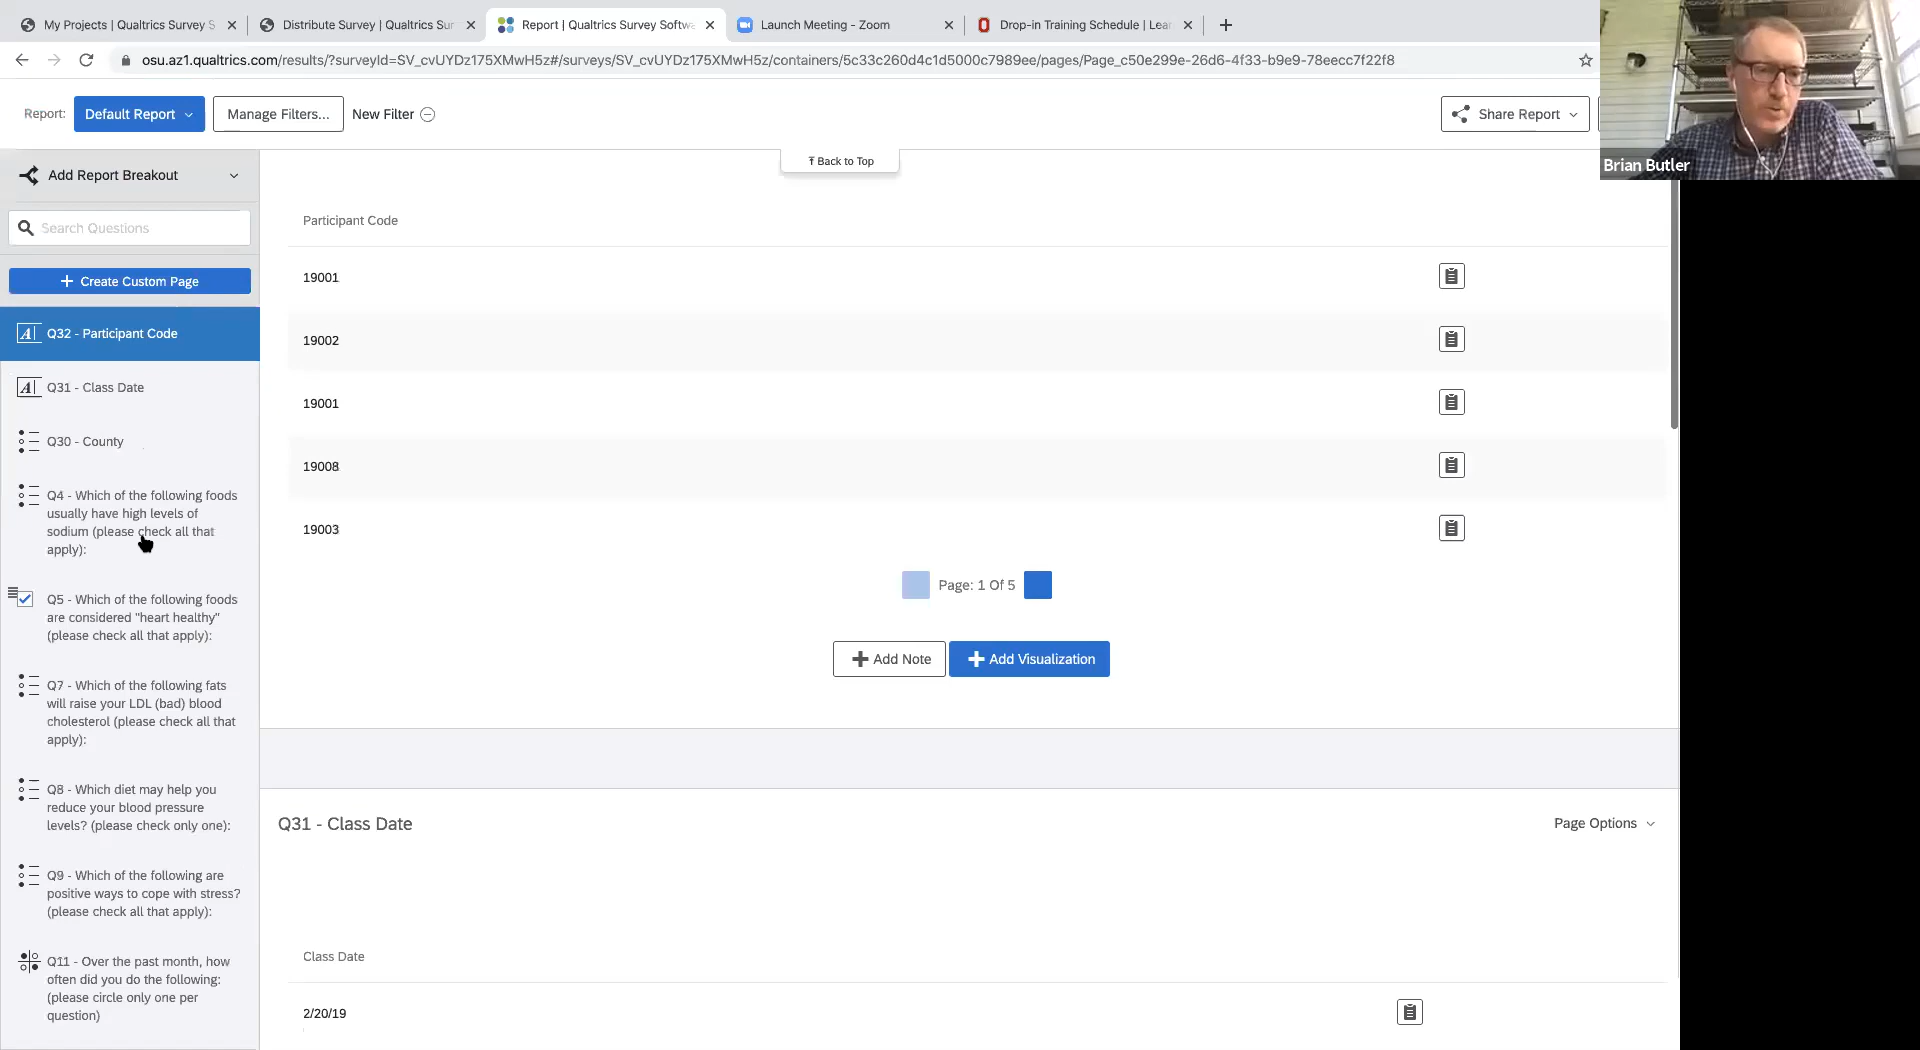 My Projects | Qualtrics Survey S
Distribute Survey | Qualtrics Sur
Report | Qualtrics Survey Softwa
Launch Meeting - Zoom
Drop-in Training Schedule | Lear
osu.az1.qualtrics.com/results/?surveyId=SV_cvUYDz175XMwH5z#/surveys/SV_cvUYDz175XMwH5z/containers/5c33c260d4c1d5000c7989ee/pages/Page_c50e299e-26d6-4f33-b9e9-78eecc7f22f8
Report:
Default Report
Manage Filters...
New Filter
Share Report
Brian Butler
Add Report Breakout
Search Questions
Create Custom Page
Q32 - Participant Code
Q31 - Class Date
Q30 - County
Q4 - Which of the following foods
usually have high levels of
sodium (please check all that
apply):
Q5 - Which of the following foods
are considered "heart healthy"
(please check all that apply):
Q7 - Which of the following fats
will raise your LDL (bad) blood
cholesterol (please check all that
apply):
Q8 - Which diet may help you
reduce your blood pressure
levels? (please check only one):
Q9 - Which of the following are
positive ways to cope with stress?
(please check all that apply):
Q11 - Over the past month, how
often did you do the following:
(please circle only one per
question)
Back to Top
Participant Code
19001
19002
19001
19008
19003
Page: 1 Of 5
Add Note
Add Visualization
Q31 - Class Date
Page Options
Class Date
2/20/19